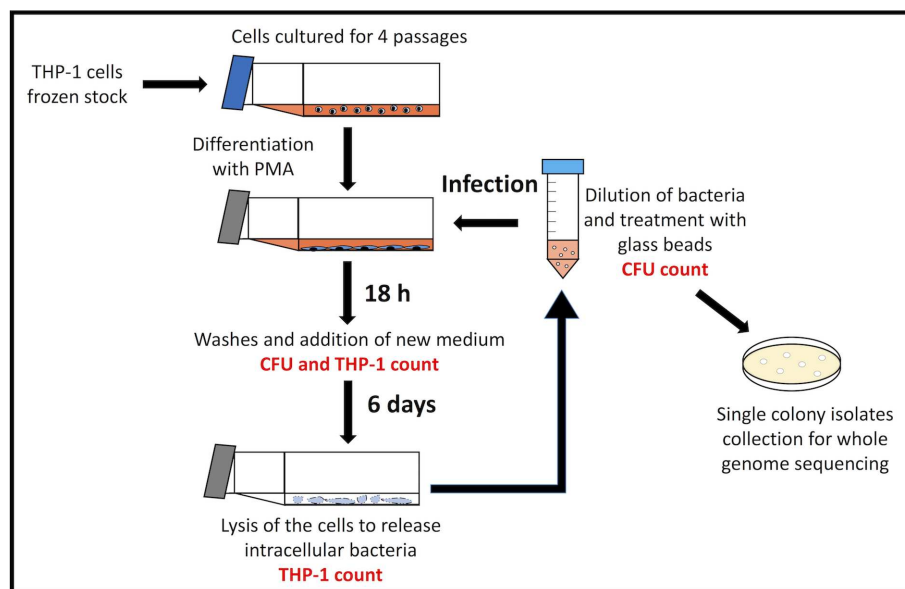 Cells cultured for 4 passages
THP-1 cells
frozen stock
Differentiation
with PMA
Infection
Dilution of bacteria
and treatment with
glass beads
CFU count
18 h
Washes and addition of new medium
CFU and THP-1 count
6 days
Single colony isolates
collection for whole
genome sequencing
Lysis of the cells to release
intracellular bacteria
THP-1 count